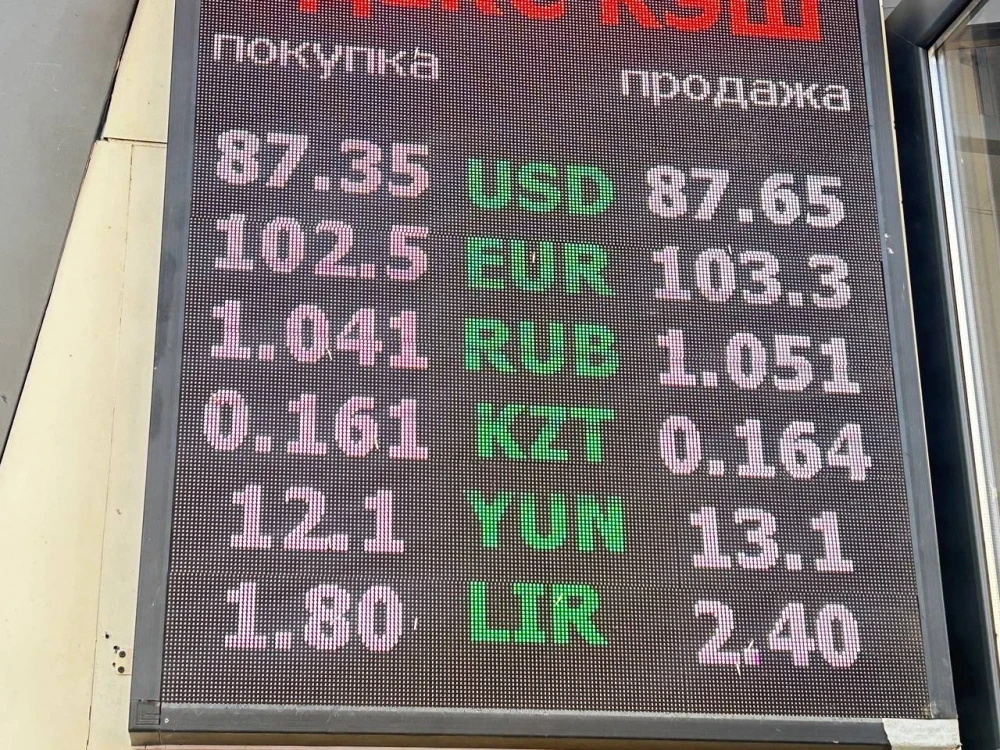 КЭШ
покупка продажа
87.35 USD 87.65
102.5 EUR 103.3
1.041 RUB 1.051
0.161 KZT 0.164
12.1 YUN 13.1
1.80 LIR 2.40